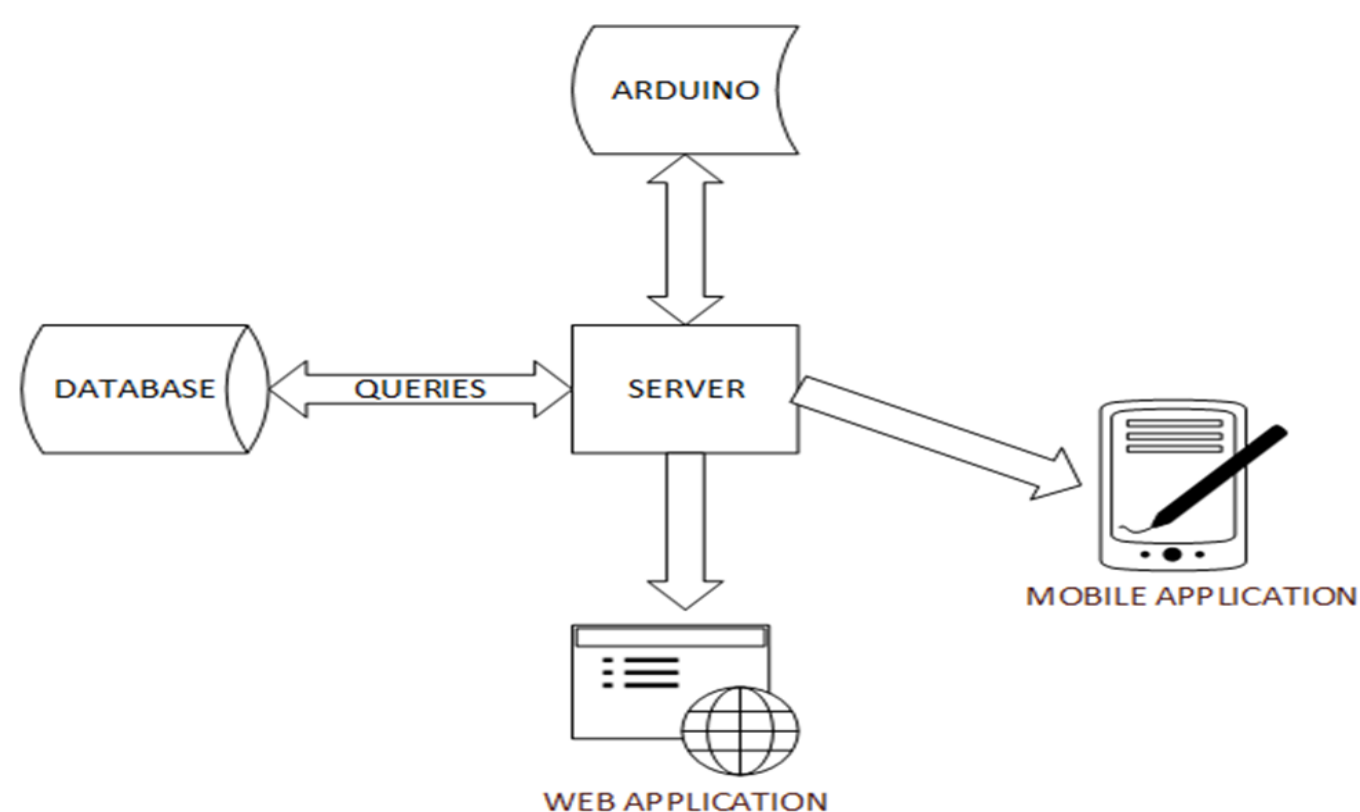 ARDUINO
DATABASE
QUERIES
SERVER
MOBILE APPLICATION
WEB APPLICATION